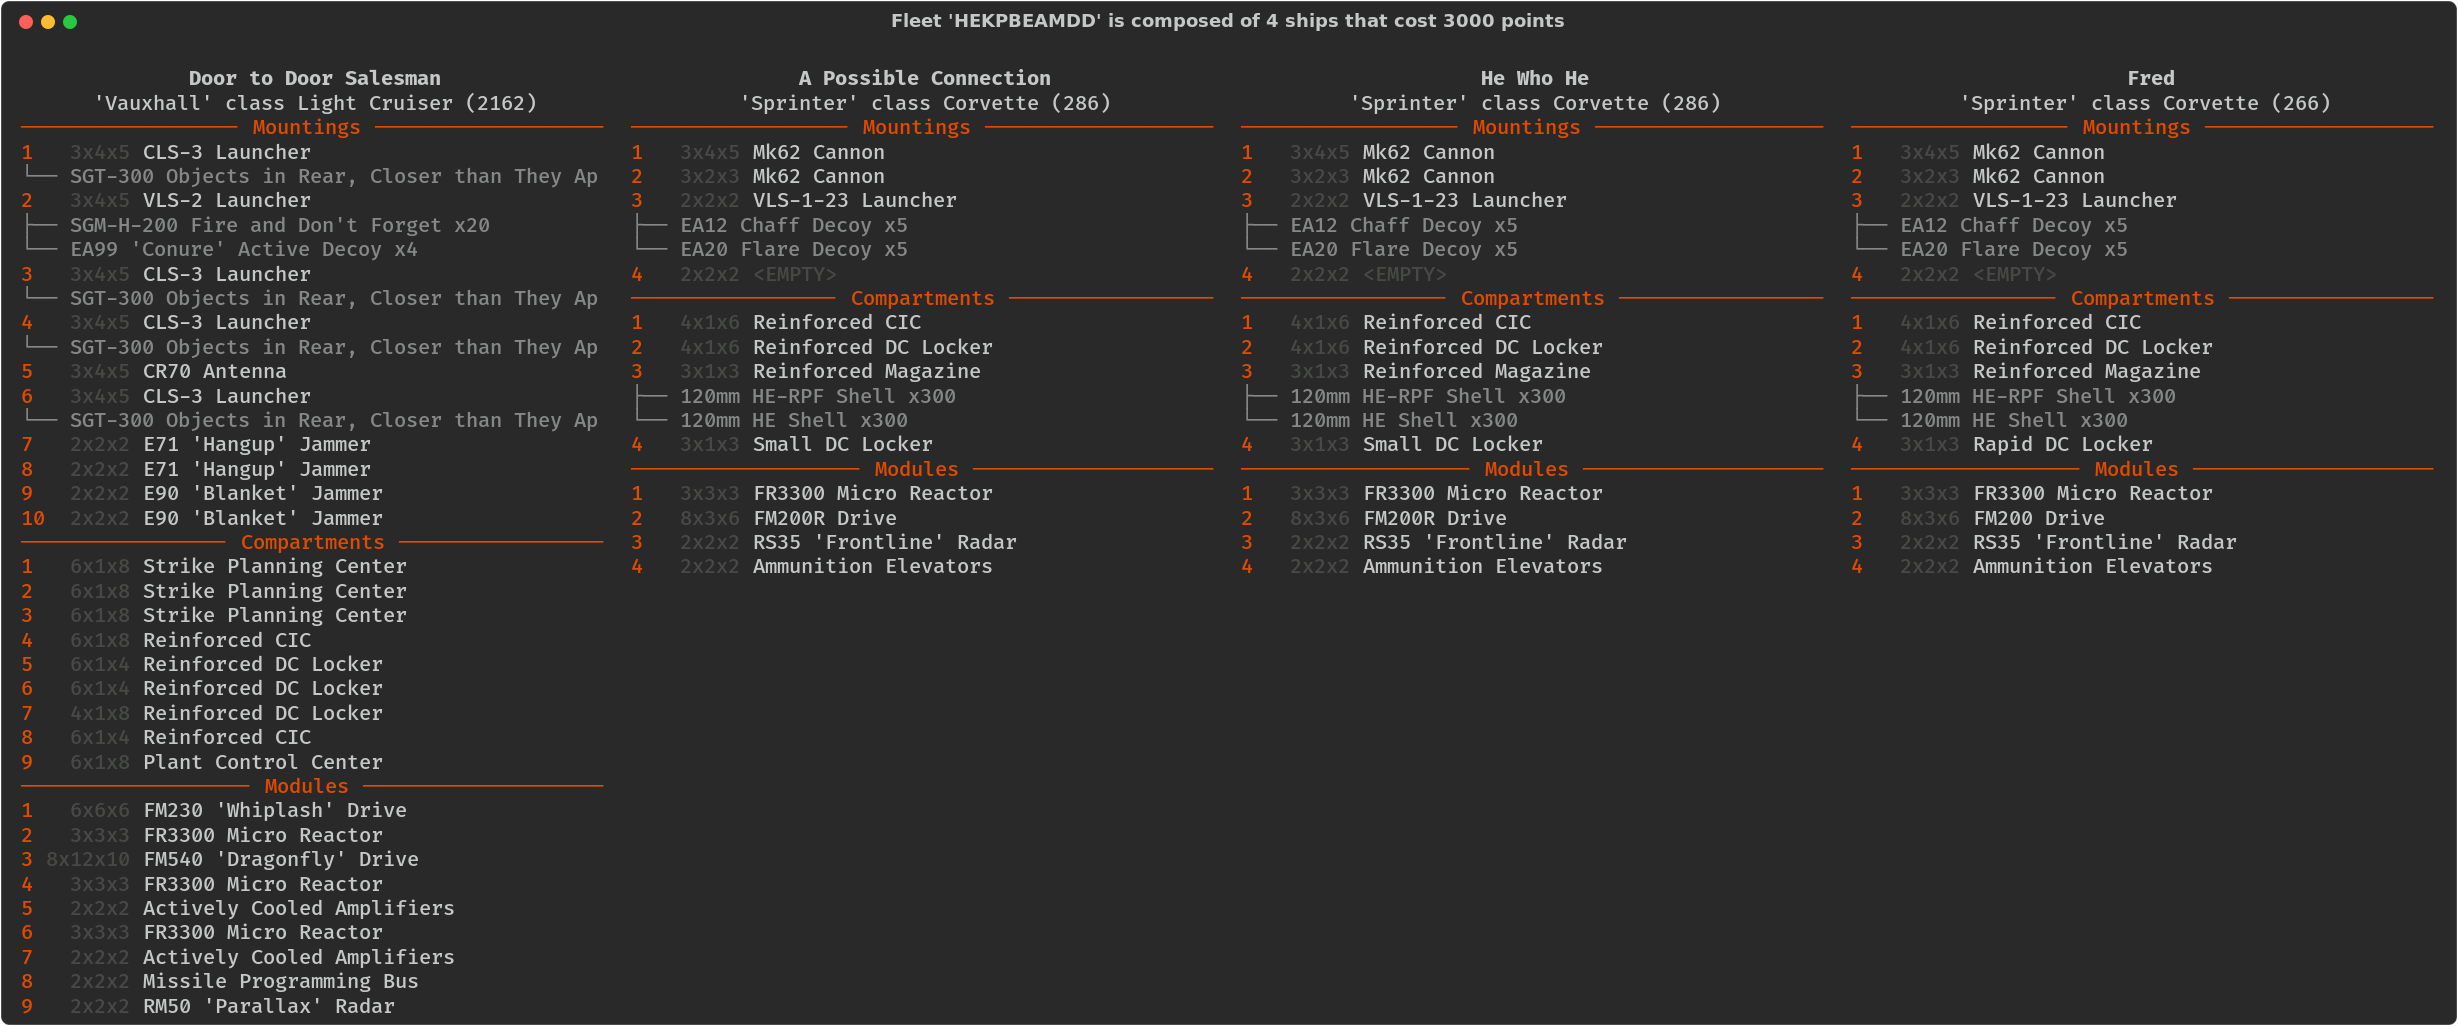 Fleet 'HEKPBEAMDD' is composed of 4 ships that cost 3000 points
Door to Door Salesman
'Vauxhall' class Light Cruiser (2162)
Mountings
1 3x4x5 CLS-3 Launcher
SGT-300 Objects in Rear, Closer than They Ap
2 3x4x5 VLS-2 Launcher
SGM-H-200 Fire and Don't Forget x20
EA99 'Conure' Active Decoy x4
3 3x4x5 CLS-3 Launcher
SGT-300 Objects in Rear, Closer than They Ap
4 3x4x5 CLS-3 Launcher
SGT-300 Objects in Rear, Closer than They Ap
5 3x4x5 CR70 Antenna
6 3x4x5 CLS-3 Launcher
SGT-300 Objects in Rear, Closer than They Ap
7 2x2x2 E71 'Hangup' Jammer
8 2x2x2 E71 'Hangup' Jammer
9 2x2x2 E90 'Blanket' Jammer
10 2x2x2 E90 'Blanket' Jammer
Compartments
1 6x1x8 Strike Planning Center
2 6x1x8 Strike Planning Center
3 6x1x8 Strike Planning Center
4 6x1x8 Reinforced CIC
5 6x1x4 Reinforced DC Locker
6 6x1x4 Reinforced DC Locker
7 4x1x8 Reinforced DC Locker
8 6x1x4 Reinforced CIC
9 6x1x8 Plant Control Center
Modules
1 6x6x6 FM230 'Whiplash' Drive
2 3x3x3 FR3300 Micro Reactor
3 8x12x10 FM540 'Dragonfly' Drive
4 3x3x3 FR3300 Micro Reactor
5 2x2x2 Actively Cooled Amplifiers
6 3x3x3 FR3300 Micro Reactor
7 2x2x2 Actively Cooled Amplifiers
8 2x2x2 Missile Programming Bus
9 2x2x2 RM50 'Parallax' Radar
A Possible Connection
'Sprinter' class Corvette (286)
Mountings
1 3x4x5 Mk62 Cannon
2 3x2x3 Mk62 Cannon
3 2x2x2 VLS-1-23 Launcher
EA12 Chaff Decoy x5
EA20 Flare Decoy x5
4 2x2x2 <EMPTY>
Compartments
1 4x1x6 Reinforced CIC
2 4x1x6 Reinforced DC Locker
3 3x1x3 Reinforced Magazine
120mm HE-RPF Shell x300
120mm HE Shell x300
4 3x1x3 Small DC Locker
Modules
1 3x3x3 FR3300 Micro Reactor
2 8x3x6 FM200R Drive
3 2x2x2 RS35 'Frontline' Radar
4 2x2x2 Ammunition Elevators
He Who He
'Sprinter' class Corvette (286)
Mountings
1 3x4x5 Mk62 Cannon
2 3x2x3 Mk62 Cannon
3 2x2x2 VLS-1-23 Launcher
EA12 Chaff Decoy x5
EA20 Flare Decoy x5
4 2x2x2 <EMPTY>
Compartments
1 4x1x6 Reinforced CIC
2 4x1x6 Reinforced DC Locker
3 3x1x3 Reinforced Magazine
120mm HE-RPF Shell x300
120mm HE Shell x300
4 3x1x3 Small DC Locker
Modules
1 3x3x3 FR3300 Micro Reactor
2 8x3x6 FM200R Drive
3 2x2x2 RS35 'Frontline' Radar
4 2x2x2 Ammunition Elevators
Fred
'Sprinter' class Corvette (266)
Mountings
1 3x4x5 Mk62 Cannon
2 3x2x3 Mk62 Cannon
3 2x2x2 VLS-1-23 Launcher
EA12 Chaff Decoy x5
EA20 Flare Decoy x5
4 2x2x2 <EMPTY>
Compartments
1 4x1x6 Reinforced CIC
2 4x1x6 Reinforced DC Locker
3 3x1x3 Reinforced Magazine
120mm HE-RPF Shell x300
120mm HE Shell x300
4 3x1x3 Rapid DC Locker
Modules
1 3x3x3 FR3300 Micro Reactor
2 8x3x6 FM200 Drive
3 2x2x2 RS35 'Frontline' Radar
4 2x2x2 Ammunition Elevators